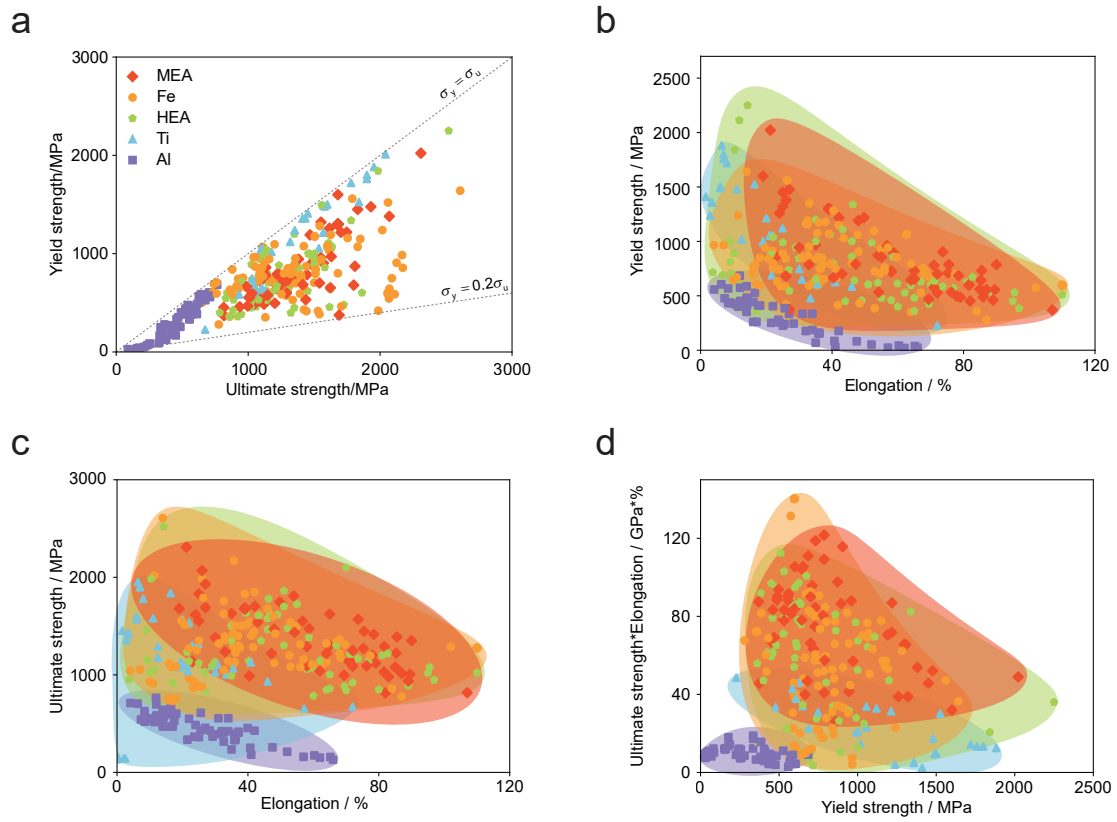 a
Yield strength/MPa
3000
2000
1000
0
MEA
Fe
HEA
Ti
Al
σy = σu
σy = 0.2σu
0 1000 2000 3000
Ultimate strength/MPa
b
Yield strength / MPa
2500
2000
1500
1000
500
0
0 40 80 120
Elongation / %
c
Ultimate strength / MPa
3000
2000
1000
0
0 40 80 120
Elongation / %
d
Ultimate strength*Elongation / GPa*%
120
80
40
0
0 500 1000 1500 2000 2500
Yield strength / MPa